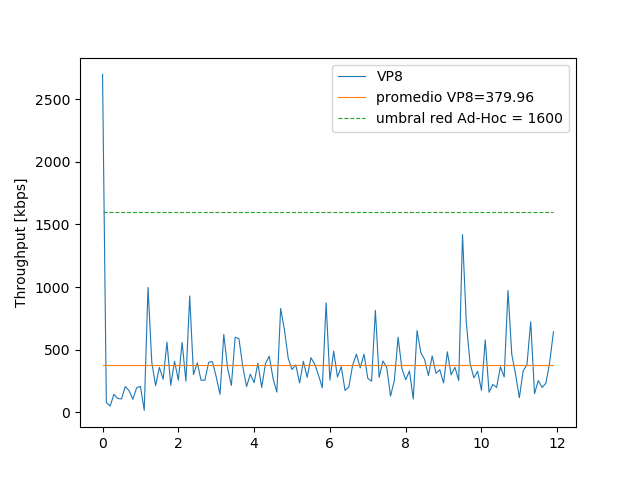 VP8
promedio VP8=379.96
umbral red Ad-Hoc = 1600
Throughput [kbps]
2500
2000
1500
1000
500
0
0 2 4 6 8 10 12